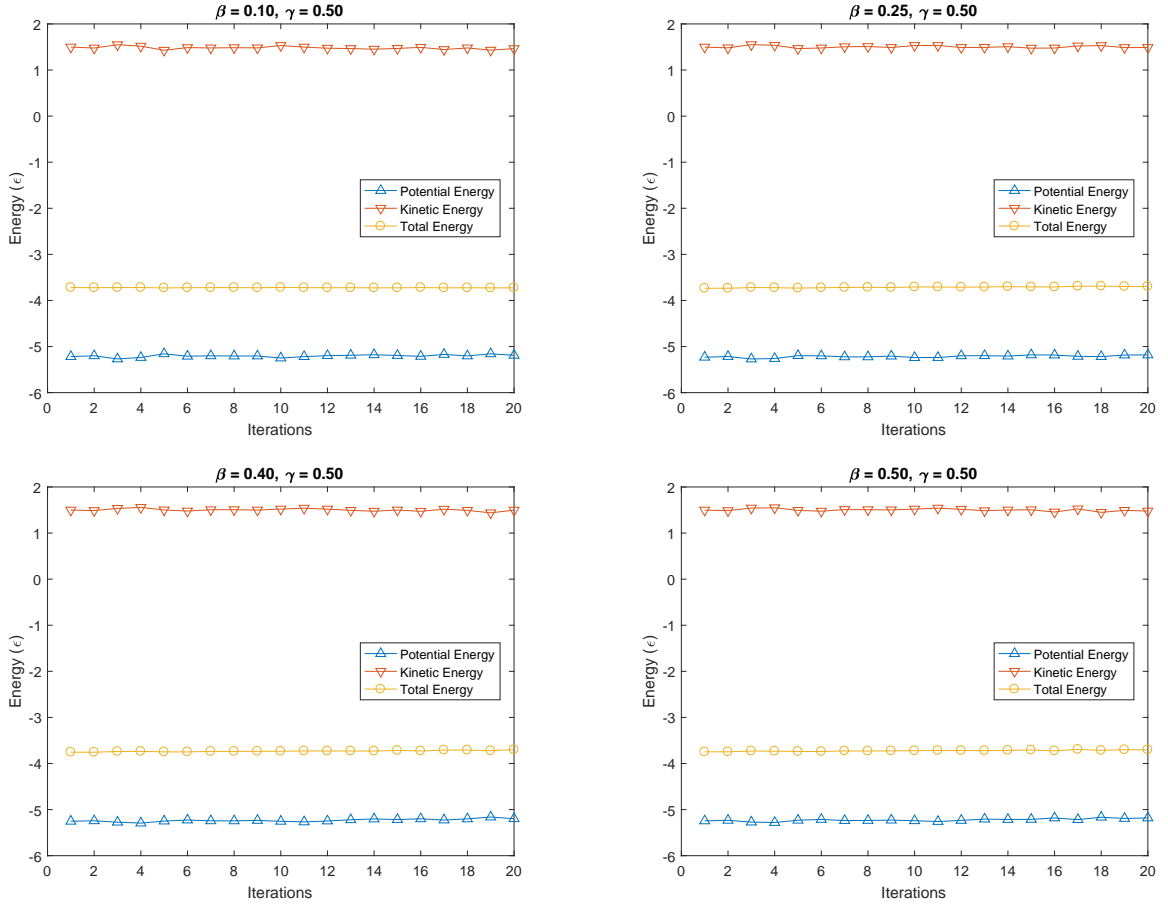 β = 0.10, γ = 0.50
2
1
0
-1
-2
-3
-4
-5
-6
Energy (ϵ)
Potential Energy
Kinetic Energy
Total Energy
0 2 4 6 8 10 12 14 16 18 20
Iterations
β = 0.25, γ = 0.50
2
1
0
-1
-2
-3
-4
-5
-6
Energy (ϵ)
Potential Energy
Kinetic Energy
Total Energy
0 2 4 6 8 10 12 14 16 18 20
Iterations
β = 0.40, γ = 0.50
2
1
0
-1
-2
-3
-4
-5
-6
Energy (ϵ)
Potential Energy
Kinetic Energy
Total Energy
0 2 4 6 8 10 12 14 16 18 20
Iterations
β = 0.50, γ = 0.50
2
1
0
-1
-2
-3
-4
-5
-6
Energy (ϵ)
Potential Energy
Kinetic Energy
Total Energy
0 2 4 6 8 10 12 14 16 18 20
Iterations